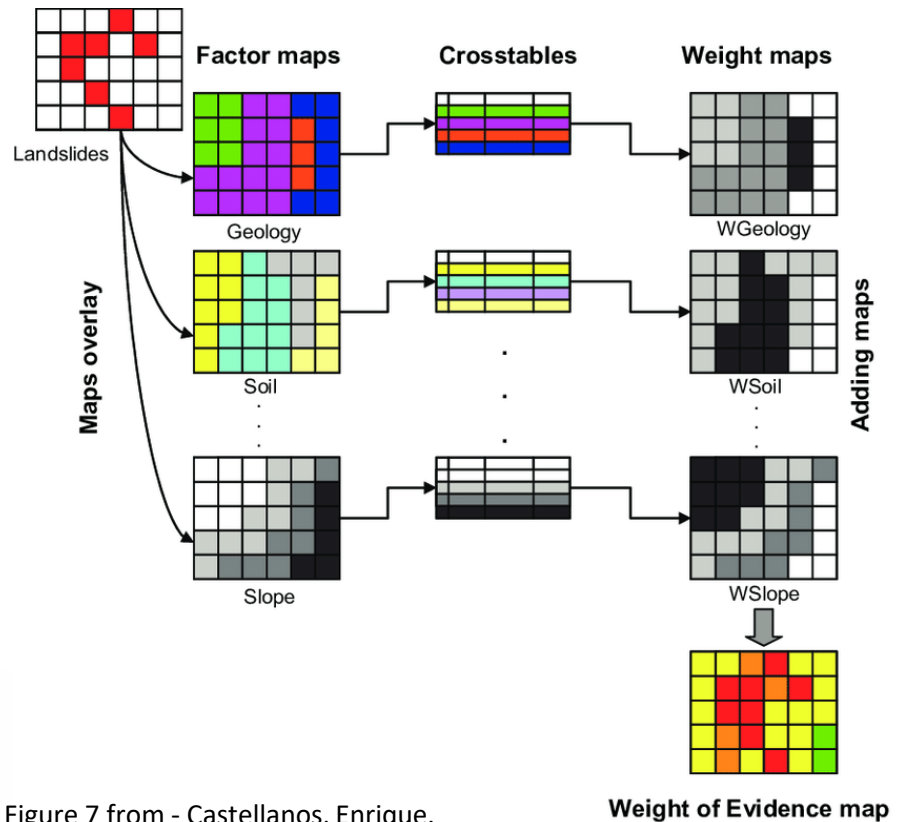 Factor maps
Crosstables
Weight maps
Landslides
Geology
WGeology
Maps overlay
Soil
WSoil
Adding maps
Slope
WSlope
Weight of Evidence map
Figure 7 from - Castellanos, Enrique.